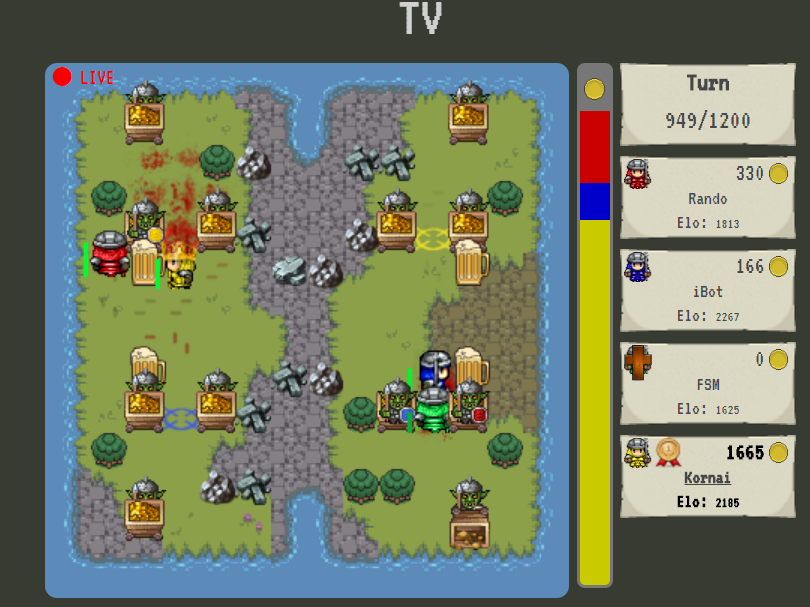 TV
LIVE
Turn
949/1200
330
Rando
Elo: 1813
166
iBot
Elo: 2267
0
FSM
Elo: 1625
1665
Kornai
Elo: 2185